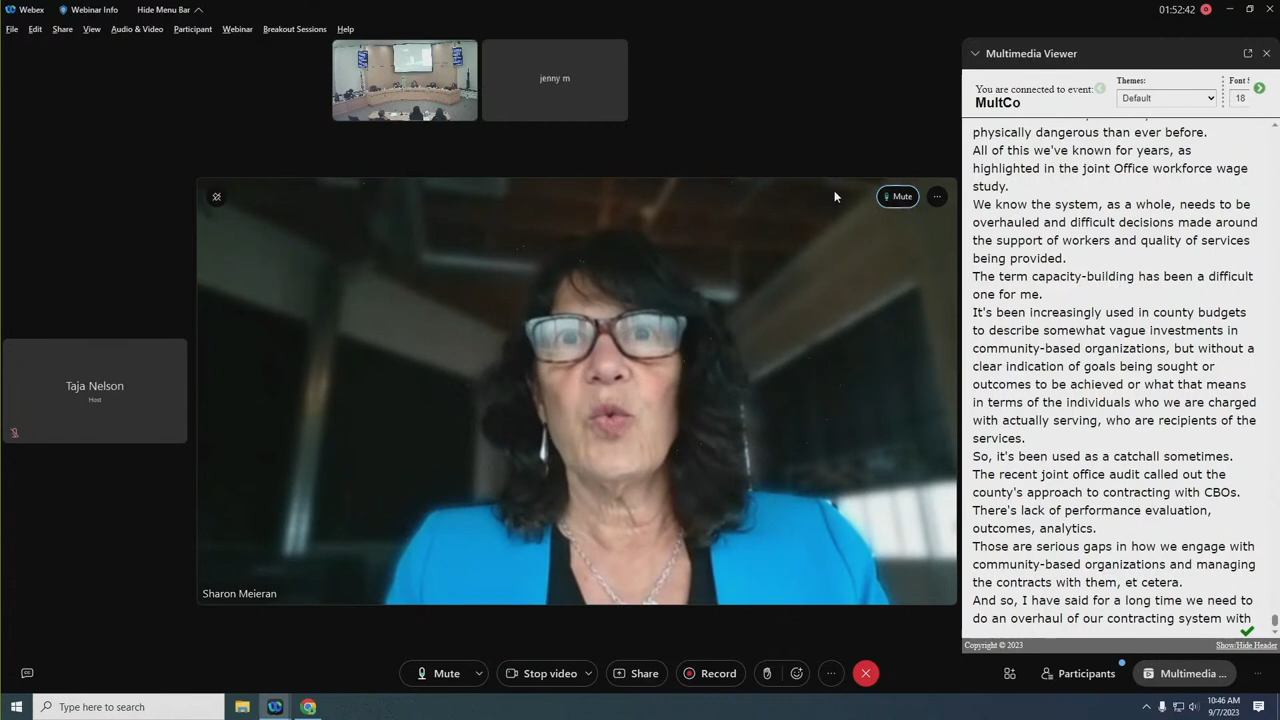 Webex
Webinar Info
Hide Menu Bar
01:52:42
File
Edit
Share
View
Audio & Video
Participant
Webinar
Breakout Sessions
Help
jenny m
Taja Nelson
Host
Mute
Sharon Meieran
Multimedia Viewer
You are connected to event:
MultCo
Themes:
Default
Font
18
physically dangerous than ever before.
All of this we've known for years, as
highlighted in the joint Office workforce wage
study.
We know the system, as a whole, needs to be
overhauled and difficult decisions made around
the support of workers and quality of services
being provided.
The term capacity-building has been a difficult
one for me.
It's been increasingly used in county budgets
to describe somewhat vague investments in
community-based organizations, but without a
clear indication of goals being sought or
outcomes to be achieved or what that means
in terms of the individuals who we are charged
with actually serving, who are recipients of the
services.
So, it's been used as a catchall sometimes.
The recent joint office audit called out the
county's approach to contracting with CBOs.
There's lack of performance evaluation,
outcomes, analytics.
Those are serious gaps in how we engage with
community-based organizations and managing
the contracts with them, et cetera.
And so, I have said for a long time we need to
do an overhaul of our contracting system with
Copyright © 2023
Show/Hide Header
Mute
Stop video
Share
Record
Participants
Multimedia ...
Type here to search
10:46 AM
9/7/2023